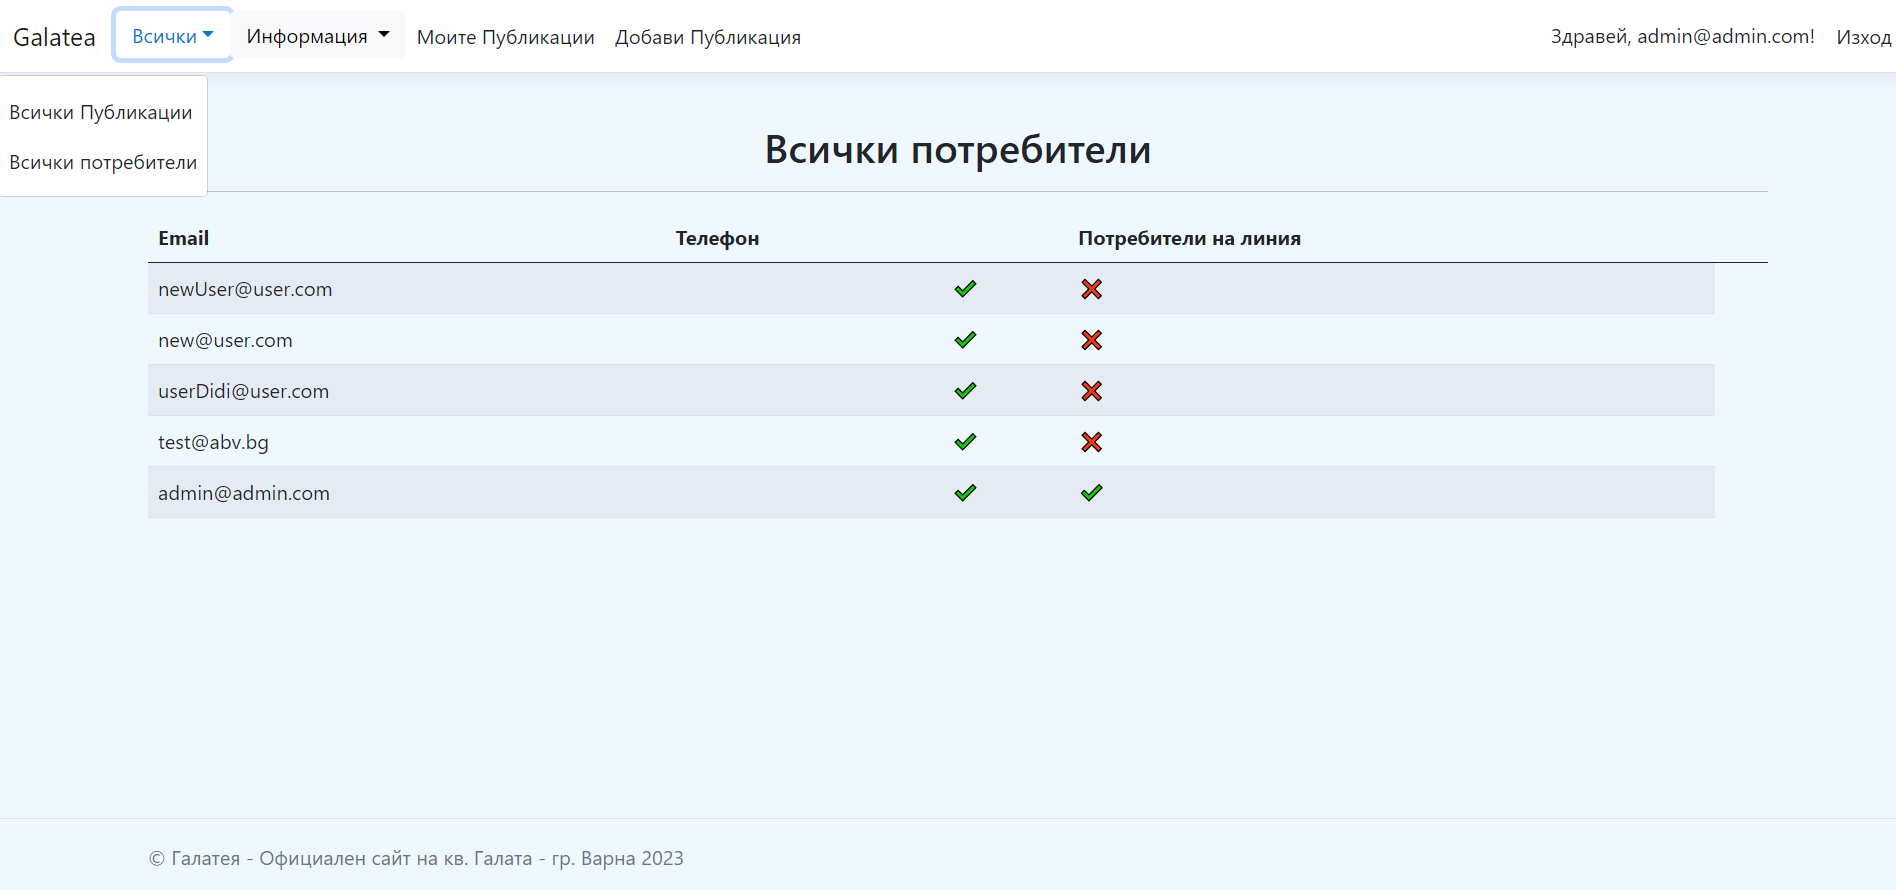 Galatea Всички Информация Моите Публикации Добави Публикация Здравей, admin@admin.com! Изход
Всички Публикации
Всички потребители
Всички потребители
Email Телефон Потребители на линия
newUser@user.com
new@user.com
userDidi@user.com
test@abv.bg
admin@admin.com
© Галатея - Официален сайт на кв. Галата - гр. Варна 2023